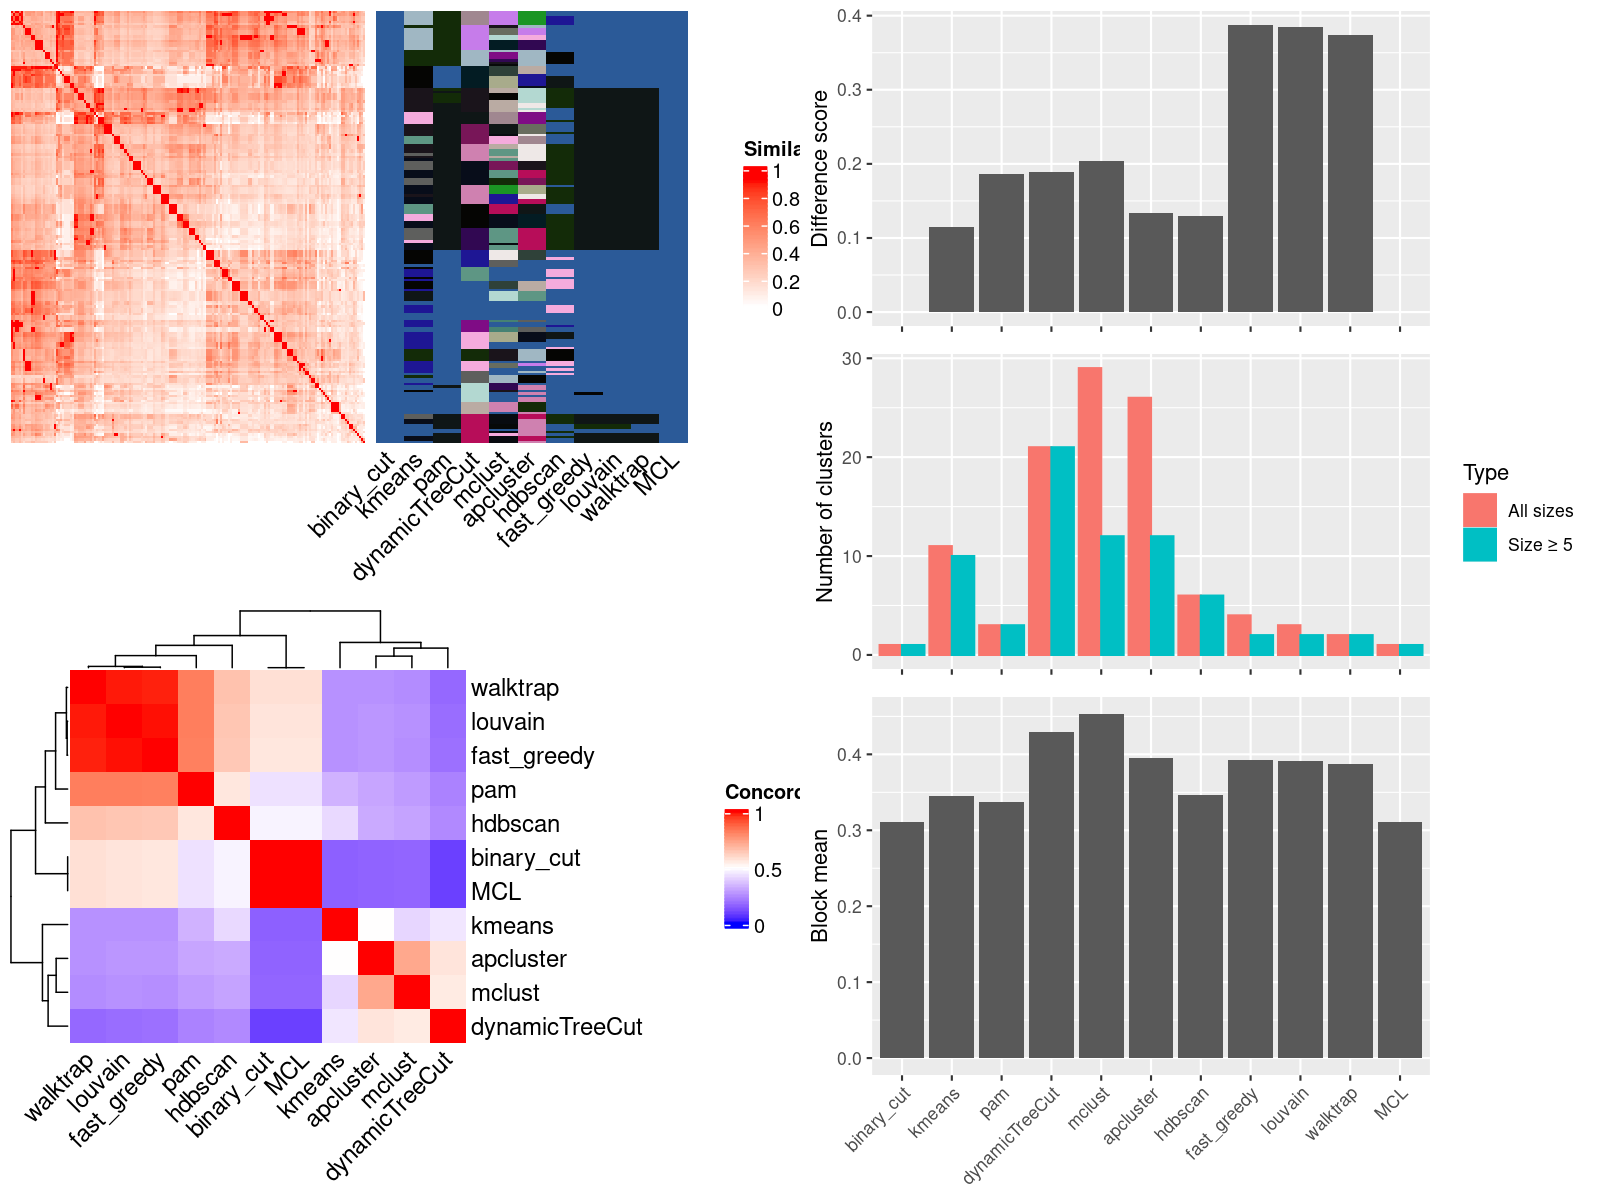 Simila
1
0.8
0.6
0.4
0.2
0
binary_cut
kmeans
pam
dynamicTreeCut
mclust
apcluster
hdbscan
fast_greedy
louvain
walktrap
MCL
walktrap
louvain
fast_greedy
pam
hdbscan
binary_cut
MCL
kmeans
apcluster
mclust
dynamicTreeCut
Concord
1
0.5
0
walktrap
louvain
fast_greedy
pam
hdbscan
binary_cut
MCL
kmeans
apcluster
mclust
dynamicTreeCut
Difference score
0.4
0.3
0.2
0.1
0.0
Number of clusters
30
20
10
0
Type
All sizes
Size ≥ 5
Block mean
0.4
0.3
0.2
0.1
0.0
binary_cut
kmeans
pam
dynamicTreeCut
mclust
apcluster
hdbscan
fast_greedy
louvain
walktrap
MCL